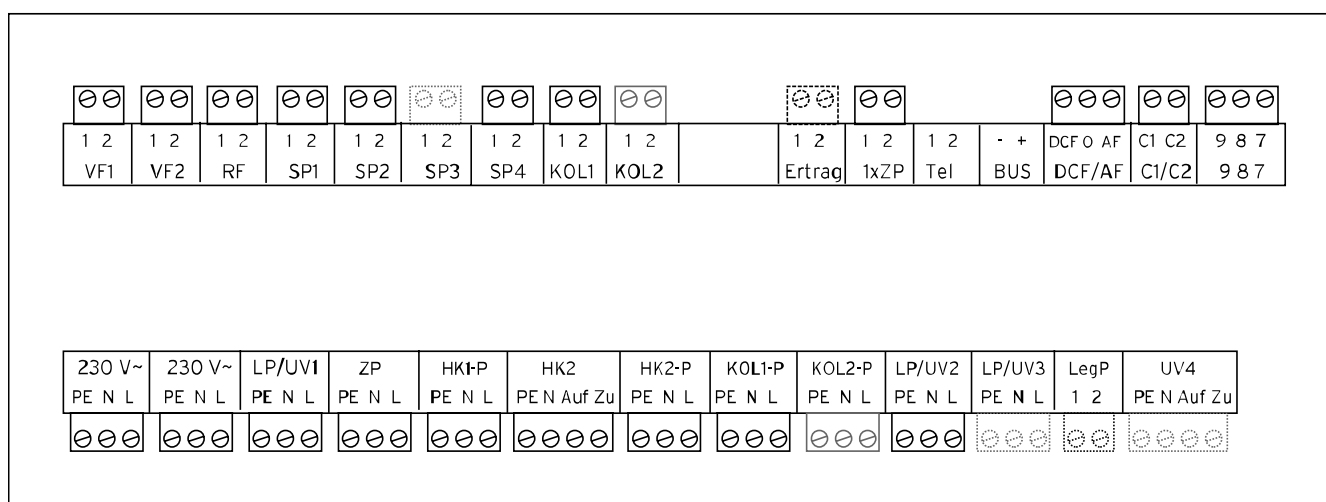 1 2 1 2 1 2 1 2 1 2 1 2 1 2 1 2 1 2 1 2 1 2 1 2 - + DCF O AF C1 C2 9 8 7
VF1 VF2 RF SP1 SP2 SP3 SP4 KOL1 KOL2 Ertrag 1xZP Tel BUS DCF/AF C1/C2 9 8 7
230 V~ 230 V~ LP/UV1 ZP HK1-P HK2 HK2-P KOL1-P KOL2-P LP/UV2 LP/UV3 LegP UV4
PE N L PE N L PE N L PE N L PE N L PE N Auf Zu PE N L PE N L PE N L PE N L PE N L 1 2 PE N Auf Zu